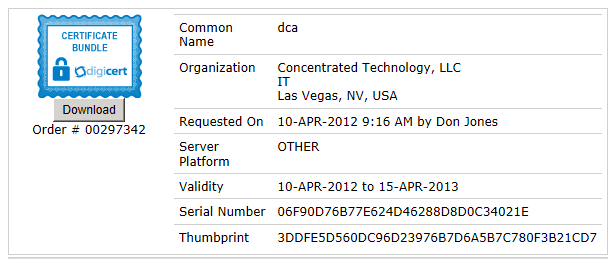 CERTIFICATE
BUNDLE
digicert
Download
Order # 00297342
Common
Name
dca
Organization
Concentrated Technology, LLC
IT
Las Vegas, NV, USA
Requested On
10-APR-2012 9:16 AM by Don Jones
Server
Platform
OTHER
Validity
10-APR-2012 to 15-APR-2013
Serial Number
06F90D76B77E624D46288D8D0C34021E
Thumbprint
3DDFE5D560DC96D23976B7D6A5B7C780F3B21CD7